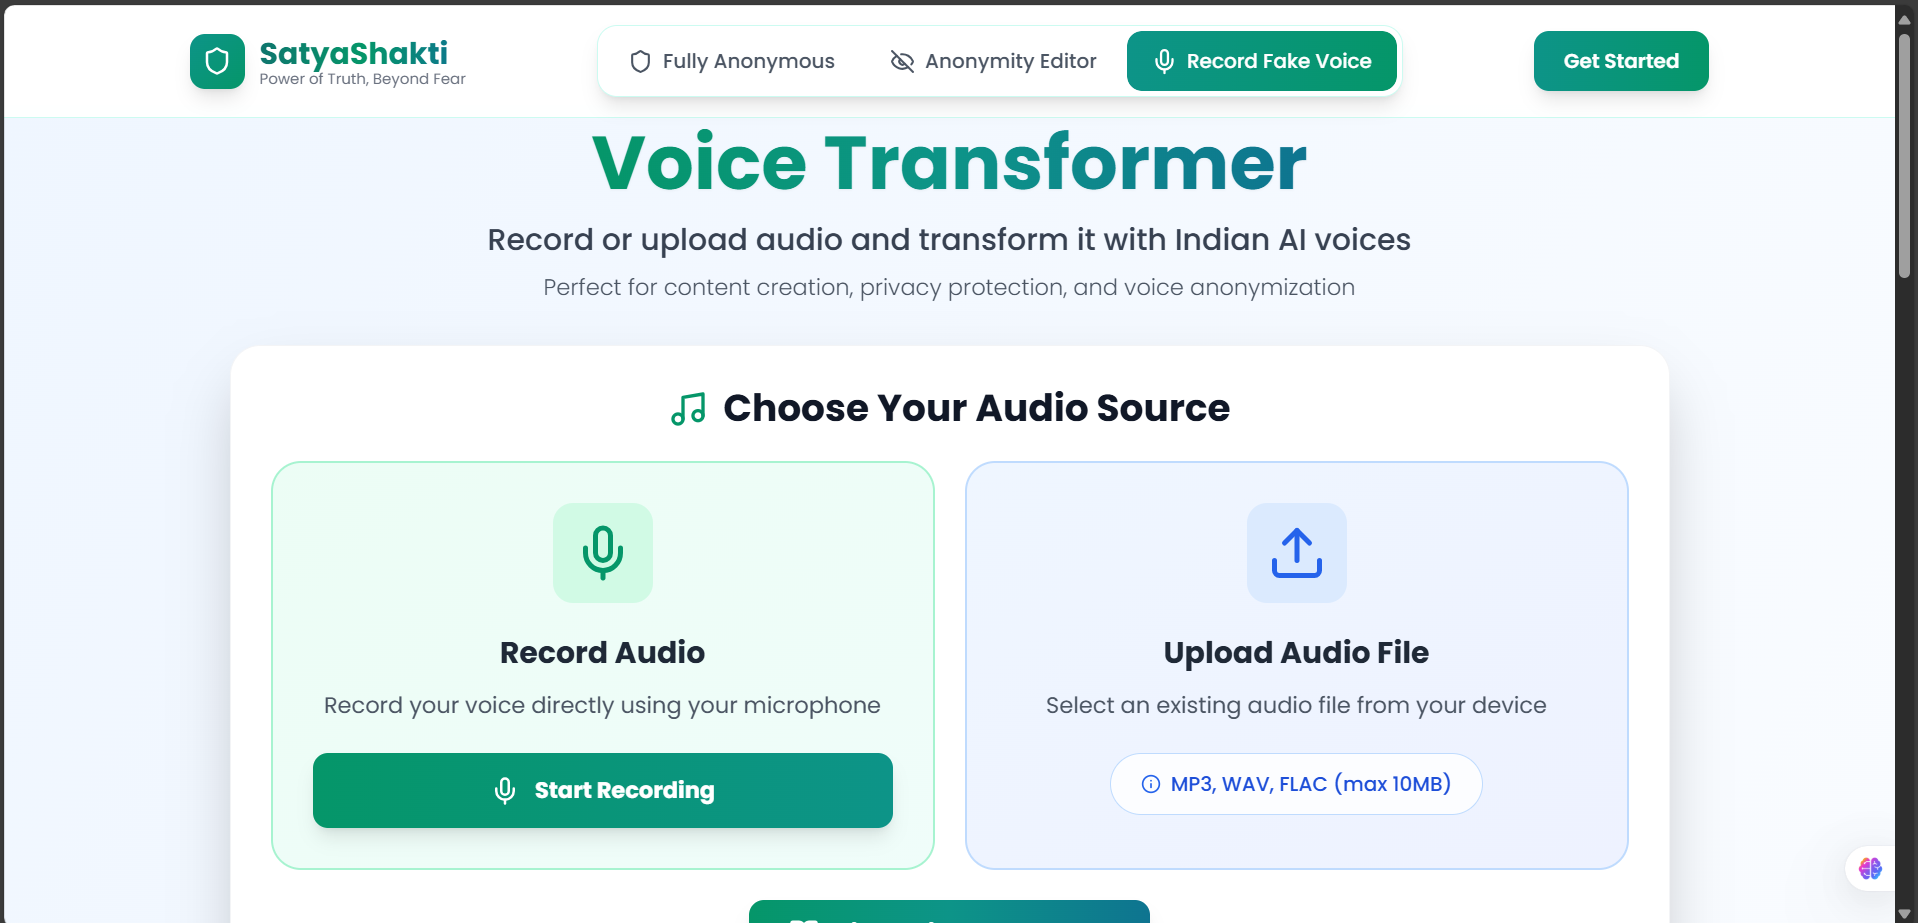 SatyaShakti
Power of Truth, Beyond Fear
Fully Anonymous
Anonymity Editor
Record Fake Voice
Get Started
Voice Transformer
Record or upload audio and transform it with Indian AI voices
Perfect for content creation, privacy protection, and voice anonymization
Choose Your Audio Source
Record Audio
Record your voice directly using your microphone
Start Recording
Upload Audio File
Select an existing audio file from your device
MP3, WAV, FLAC (max 10MB)